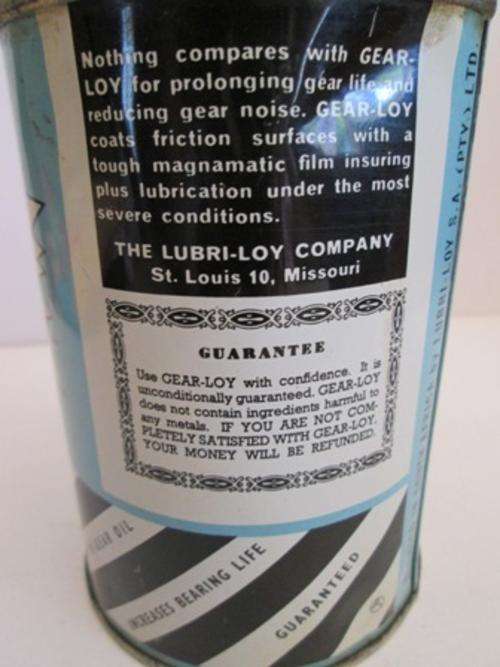 Nothing compares with GEAR-
LOY for prolonging gear life and
reducing gear noise. GEAR-LOY
coats friction surfaces with a
tough magnamatic film insuring
plus lubrication under the most
severe conditions.
THE LUBRI-LOY COMPANY
St. Louis 10, Missouri
GUARANTEE
Use GEAR-LOY with confidence. It is
unconditionally guaranteed. GEAR-LOY
does not contain ingredients harmful to
any metals. IF YOU ARE NOT COM-
PLETELY SATISFIED WITH GEAR-LOY,
YOUR MONEY WILL BE REFUNDED.
GEAR OIL
INCREASES BEARING LIFE
GUARANTEED
by LUBRI-LOY S.A. (PTY.) LTD.